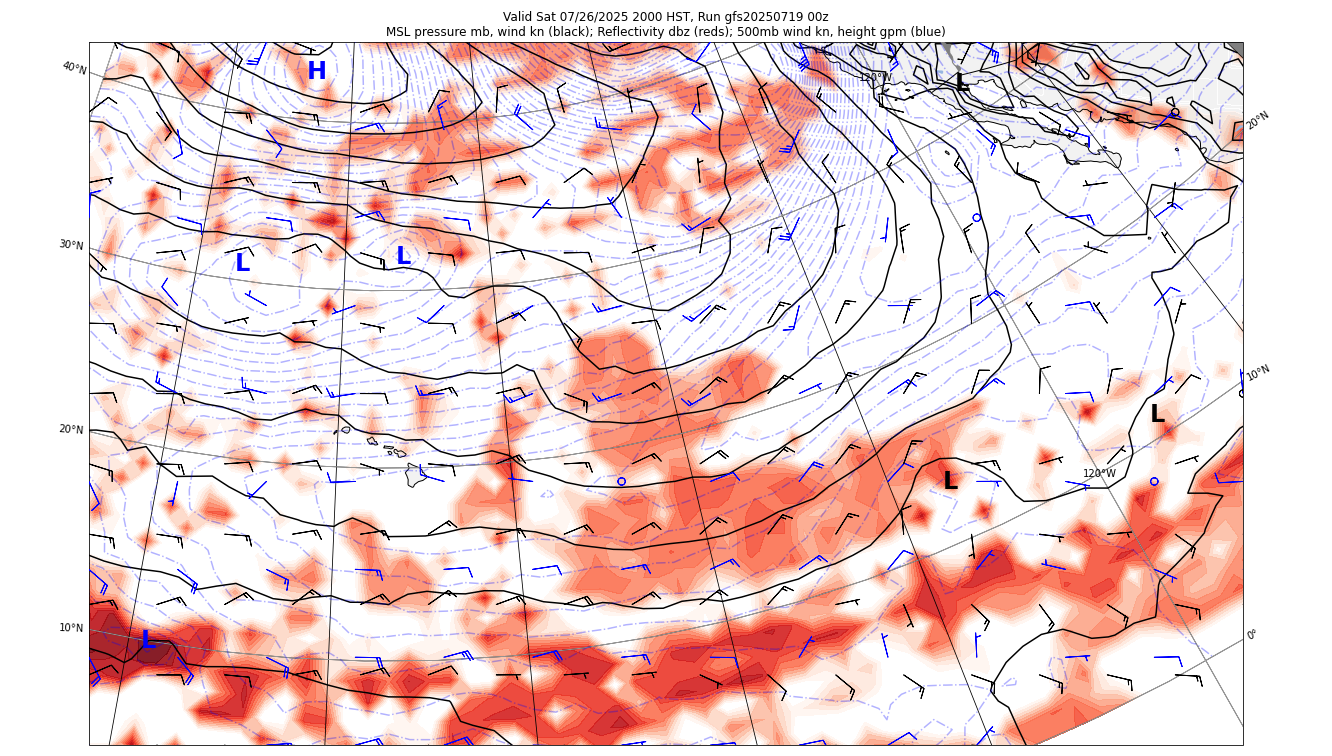 Valid Sat 07/26/2025 2000 HST, Run gfs20250719 00z
MSL pressure mb, wind kn (black); Reflectivity dbz (reds); 500mb wind kn, height gpm (blue)
40°N
H
120°W
L
20°N
30°N
L
L
10°N
20°N
L
120°W
L
10°N
L
0°